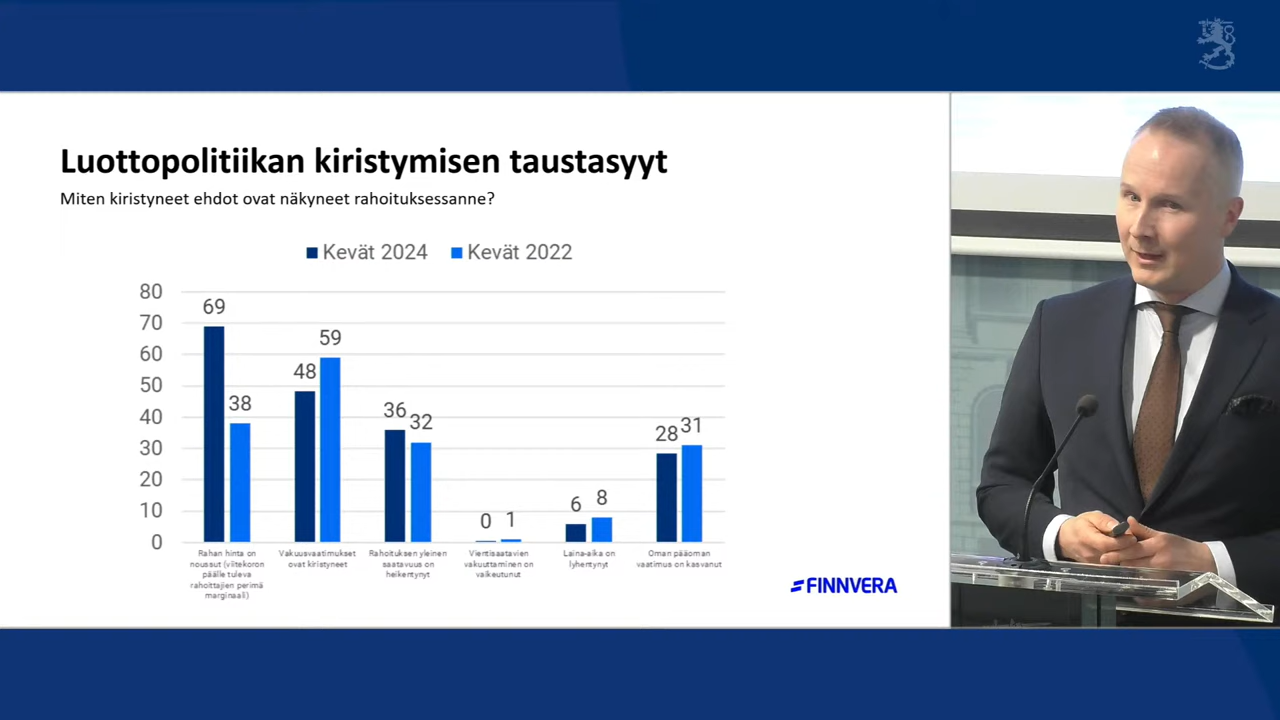 Luottopolitiikan kiristymisen taustasyyt
Miten kiristyneet ehdot ovat näkyneet rahoituksessanne?
Kevät 2024 Kevät 2022
80
70
60
50
40
30
20
10
0
69
38
48
59
36
32
0
1
6
8
28
31
Rahan hinta on
noussut (viitekoron
päälle tuleva
rahoittajien perimä
marginaali)
Vakuusvaatimukset
ovat kiristyneet
Rahoituksen yleinen
saatavuus on
heikentynyt
Vientisaatavien
vakuuttaminen on
vaikeutunut
Laina-aika on
lyhentynyt
Oman pääoman
vaatimus on kasvanut
FINNVERA